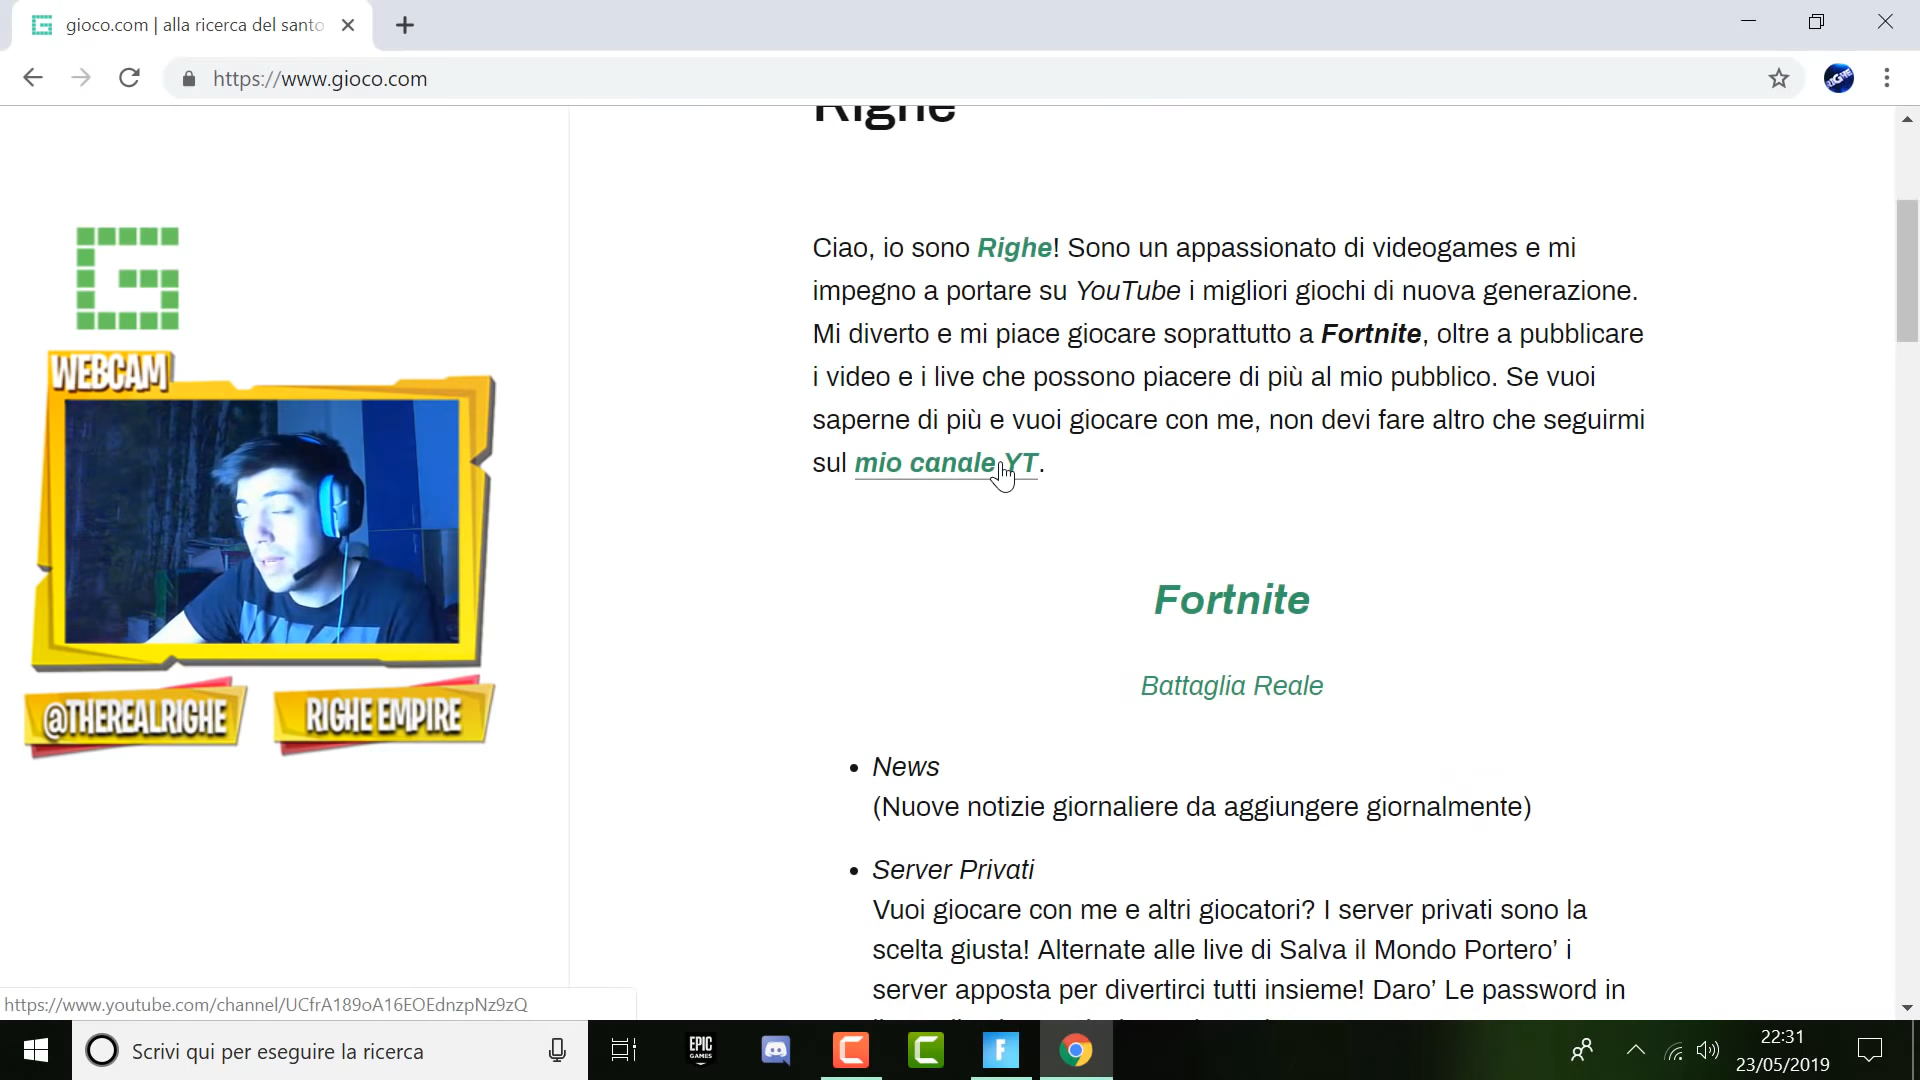 gioco.com | alla ricerca del santo
https://www.gioco.com
RIGHE
Righe
Ciao, io sono Righe! Sono un appassionato di videogames e mi
impegno a portare su YouTube i migliori giochi di nuova generazione.
Mi diverto e mi piace giocare soprattutto a Fortnite, oltre a pubblicare
i video e i live che possono piacere di più al mio pubblico. Se vuoi
saperne di più e vuoi giocare con me, non devi fare altro che seguirmi
sul mio canale YT.
WEBCAM
@THEREALRIGHE
RIGHE EMPIRE
Fortnite
Battaglia Reale
• News
(Nuove notizie giornaliere da aggiungere giornalmente)
• Server Privati
Vuoi giocare con me e altri giocatori? I server privati sono la
scelta giusta! Alternate alle live di Salva il Mondo Portero’ i
server apposta per divertirci tutti insieme! Daro’ Le password in
https://www.youtube.com/channel/UCfrA189oA16EOEdnzpNz9zQ
Scrivi qui per eseguire la ricerca
EPIC
GAMES
22:31
23/05/2019